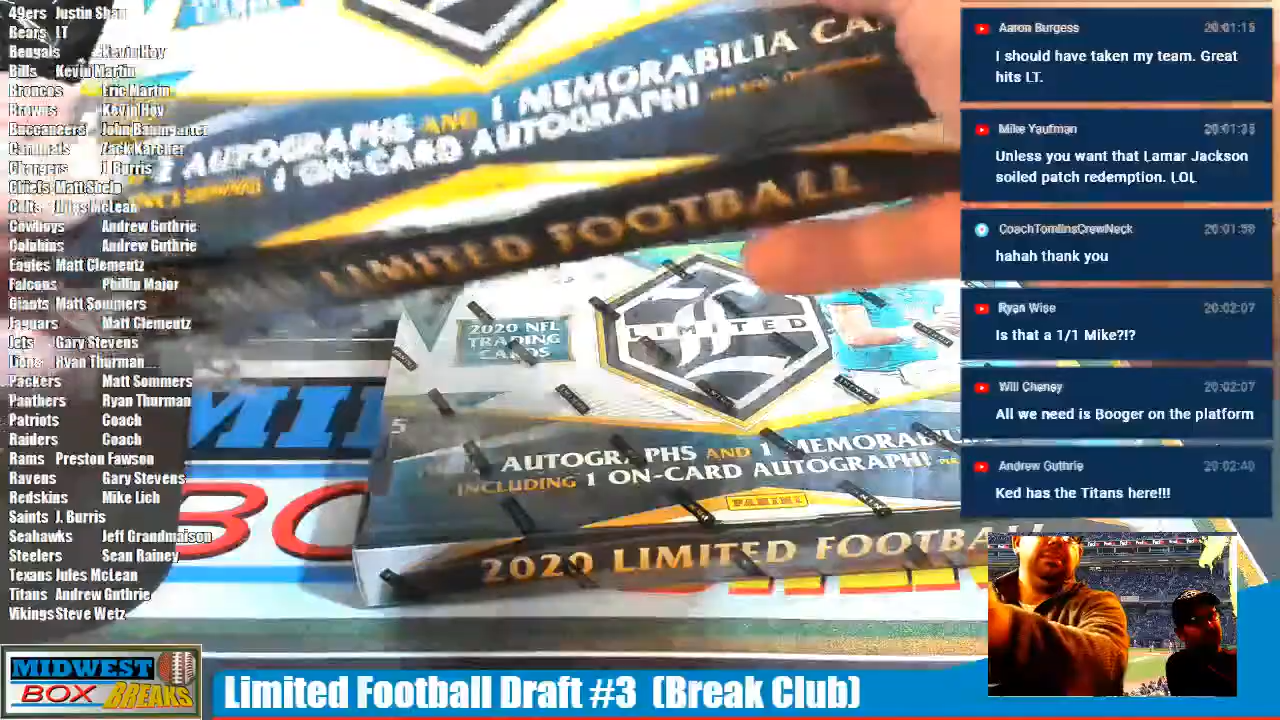 49ers Justin Shan
Bears LT
Bengals Kevin Hoy
Bills Kevin Martin
Broncos Eric Martin
Browns Kevin Hoy
Buccaneers John Baumgarter
Cardinals Zack Karcher
Chargers J. Burris
Chiefs Matt Shein
Colts Jules McLean
Cowboys Andrew Guthrie
Dolphins Andrew Guthrie
Eagles Matt Clementz
Falcons Phillip Major
Giants Matt Sommers
Jaguars Matt Clementz
Jets Gary Stevens
Lions Ryan Thurman
Packers Matt Sommers
Panthers Ryan Thurman
Patriots Coach
Raiders Coach
Rams Preston Fawson
Ravens Gary Stevens
Redskins Mike Lich
Saints J. Burris
Seahawks Jeff Grandmaison
Steelers Sean Rainey
Texans Jules McLean
Titans Andrew Guthrie
Vikings Steve Wetz
AUTOGRAPHS AND 1 MEMORABILIA CA
1 ON-CARD AUTOGRAPH!
LIMITED FOOTBALL
2020 NFL
TRADING
CARDS
LIMITED
AUTOGRAPHS AND 1 MEMORABILI
INCLUDING 1 ON-CARD AUTOGRAPH!
PANINI
2020 LIMITED FOOTBA
MI
BO
Aaron Burgess 20:01:15
I should have taken my team. Great
hits LT.
Mike Yaufman 20:01:35
Unless you want that Lamar Jackson
soiled patch redemption. LOL
CoachTomlinsCrewNeck 20:01:58
hahah thank you
Ryan Wise 20:02:07
Is that a 1/1 Mike?!?
Will Cheney 20:02:07
All we need is Booger on the platform
Andrew Guthrie 20:02:40
Ked has the Titans here!!!
MIDWEST
BOX BREAKS
Limited Football Draft #3 (Break Club)